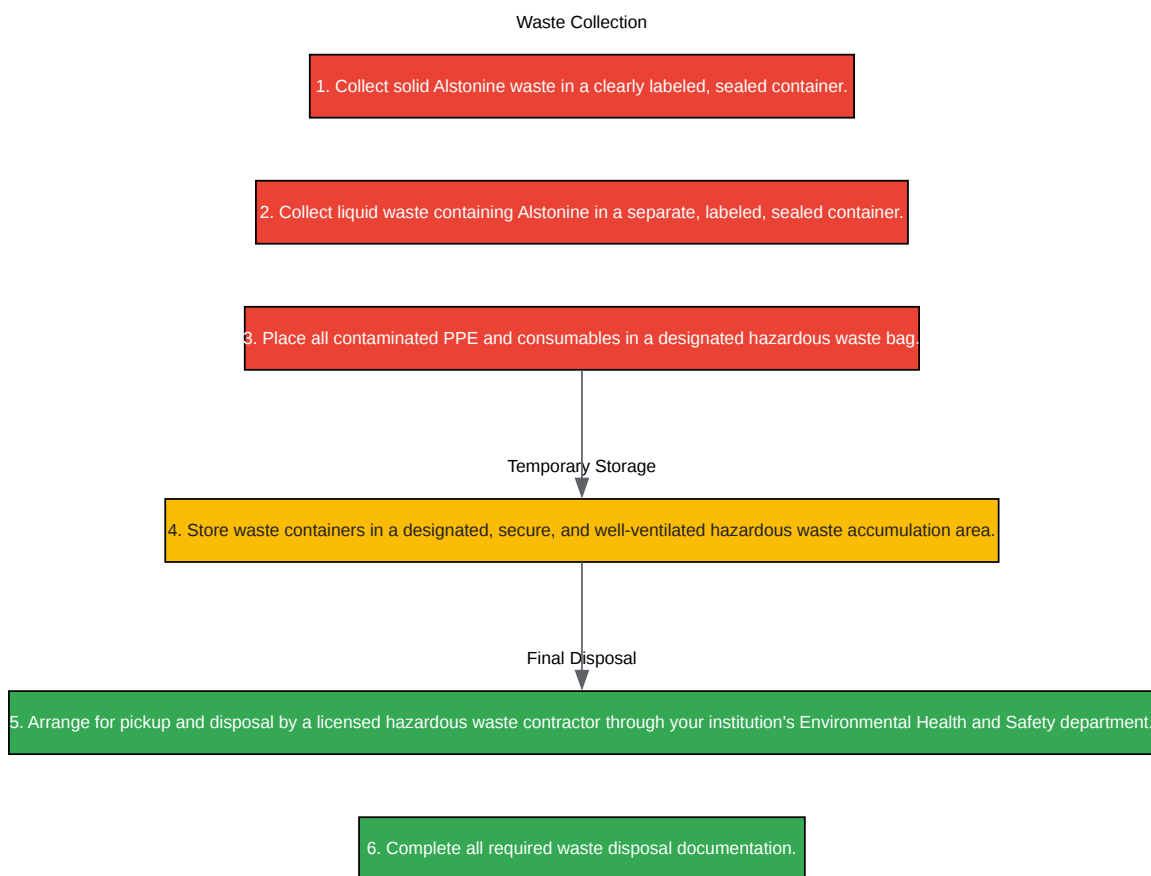 Waste Collection
1. Collect solid Alstonine waste in a clearly labeled, sealed container.
2. Collect liquid waste containing Alstonine in a separate, labeled, sealed container.
3. Place all contaminated PPE and consumables in a designated hazardous waste bag.
Temporary Storage
4. Store waste containers in a designated, secure, and well-ventilated hazardous waste accumulation area.
Final Disposal
5. Arrange for pickup and disposal by a licensed hazardous waste contractor through your institution's Environmental Health and Safety department.
6. Complete all required waste disposal documentation.